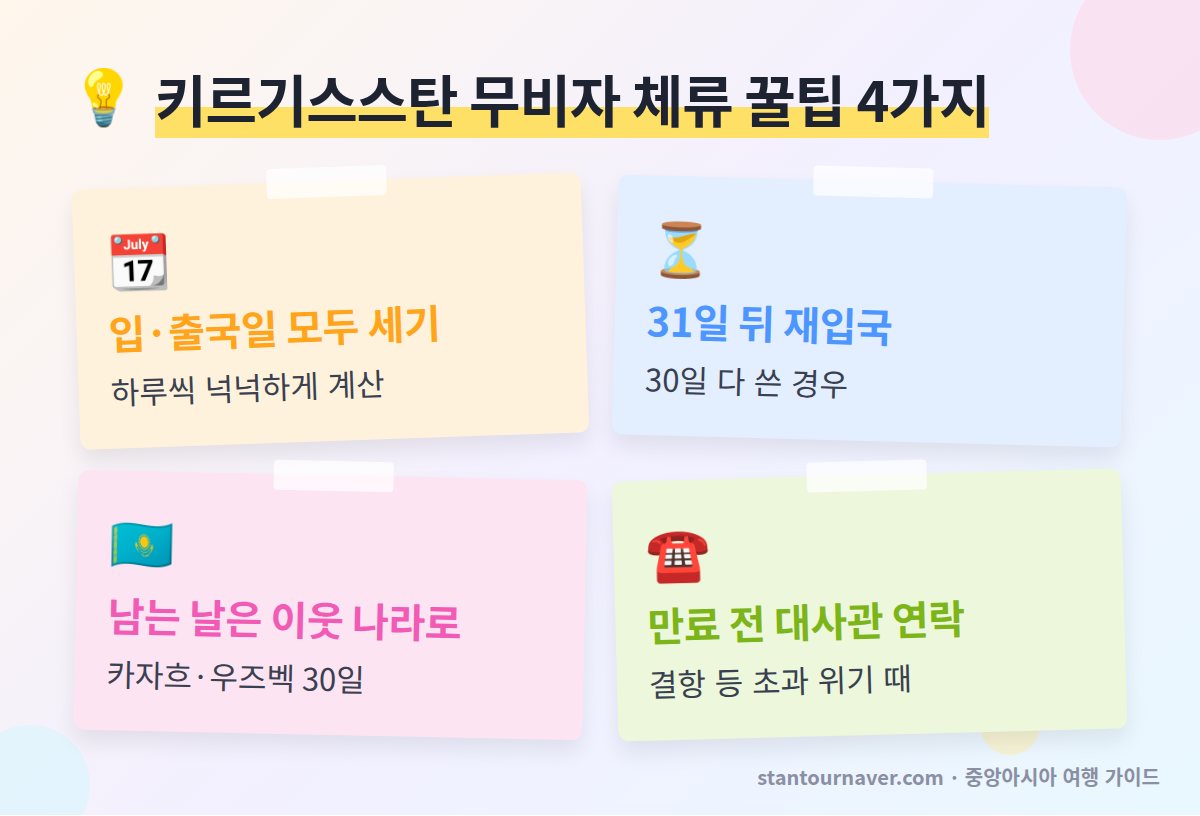 키르기스스탄 무비자 체류 꿀팁 4가지
July
17
입·출국일 모두 세기
하루씩 넉넉하게 계산
31일 뒤 재입국
30일 다 쓴 경우
남는 날은 이웃 나라로
카자흐·우즈벡 30일
만료 전 대사관 연락
결항 등 초과 위기 때
stantournaver.com · 중앙아시아 여행 가이드